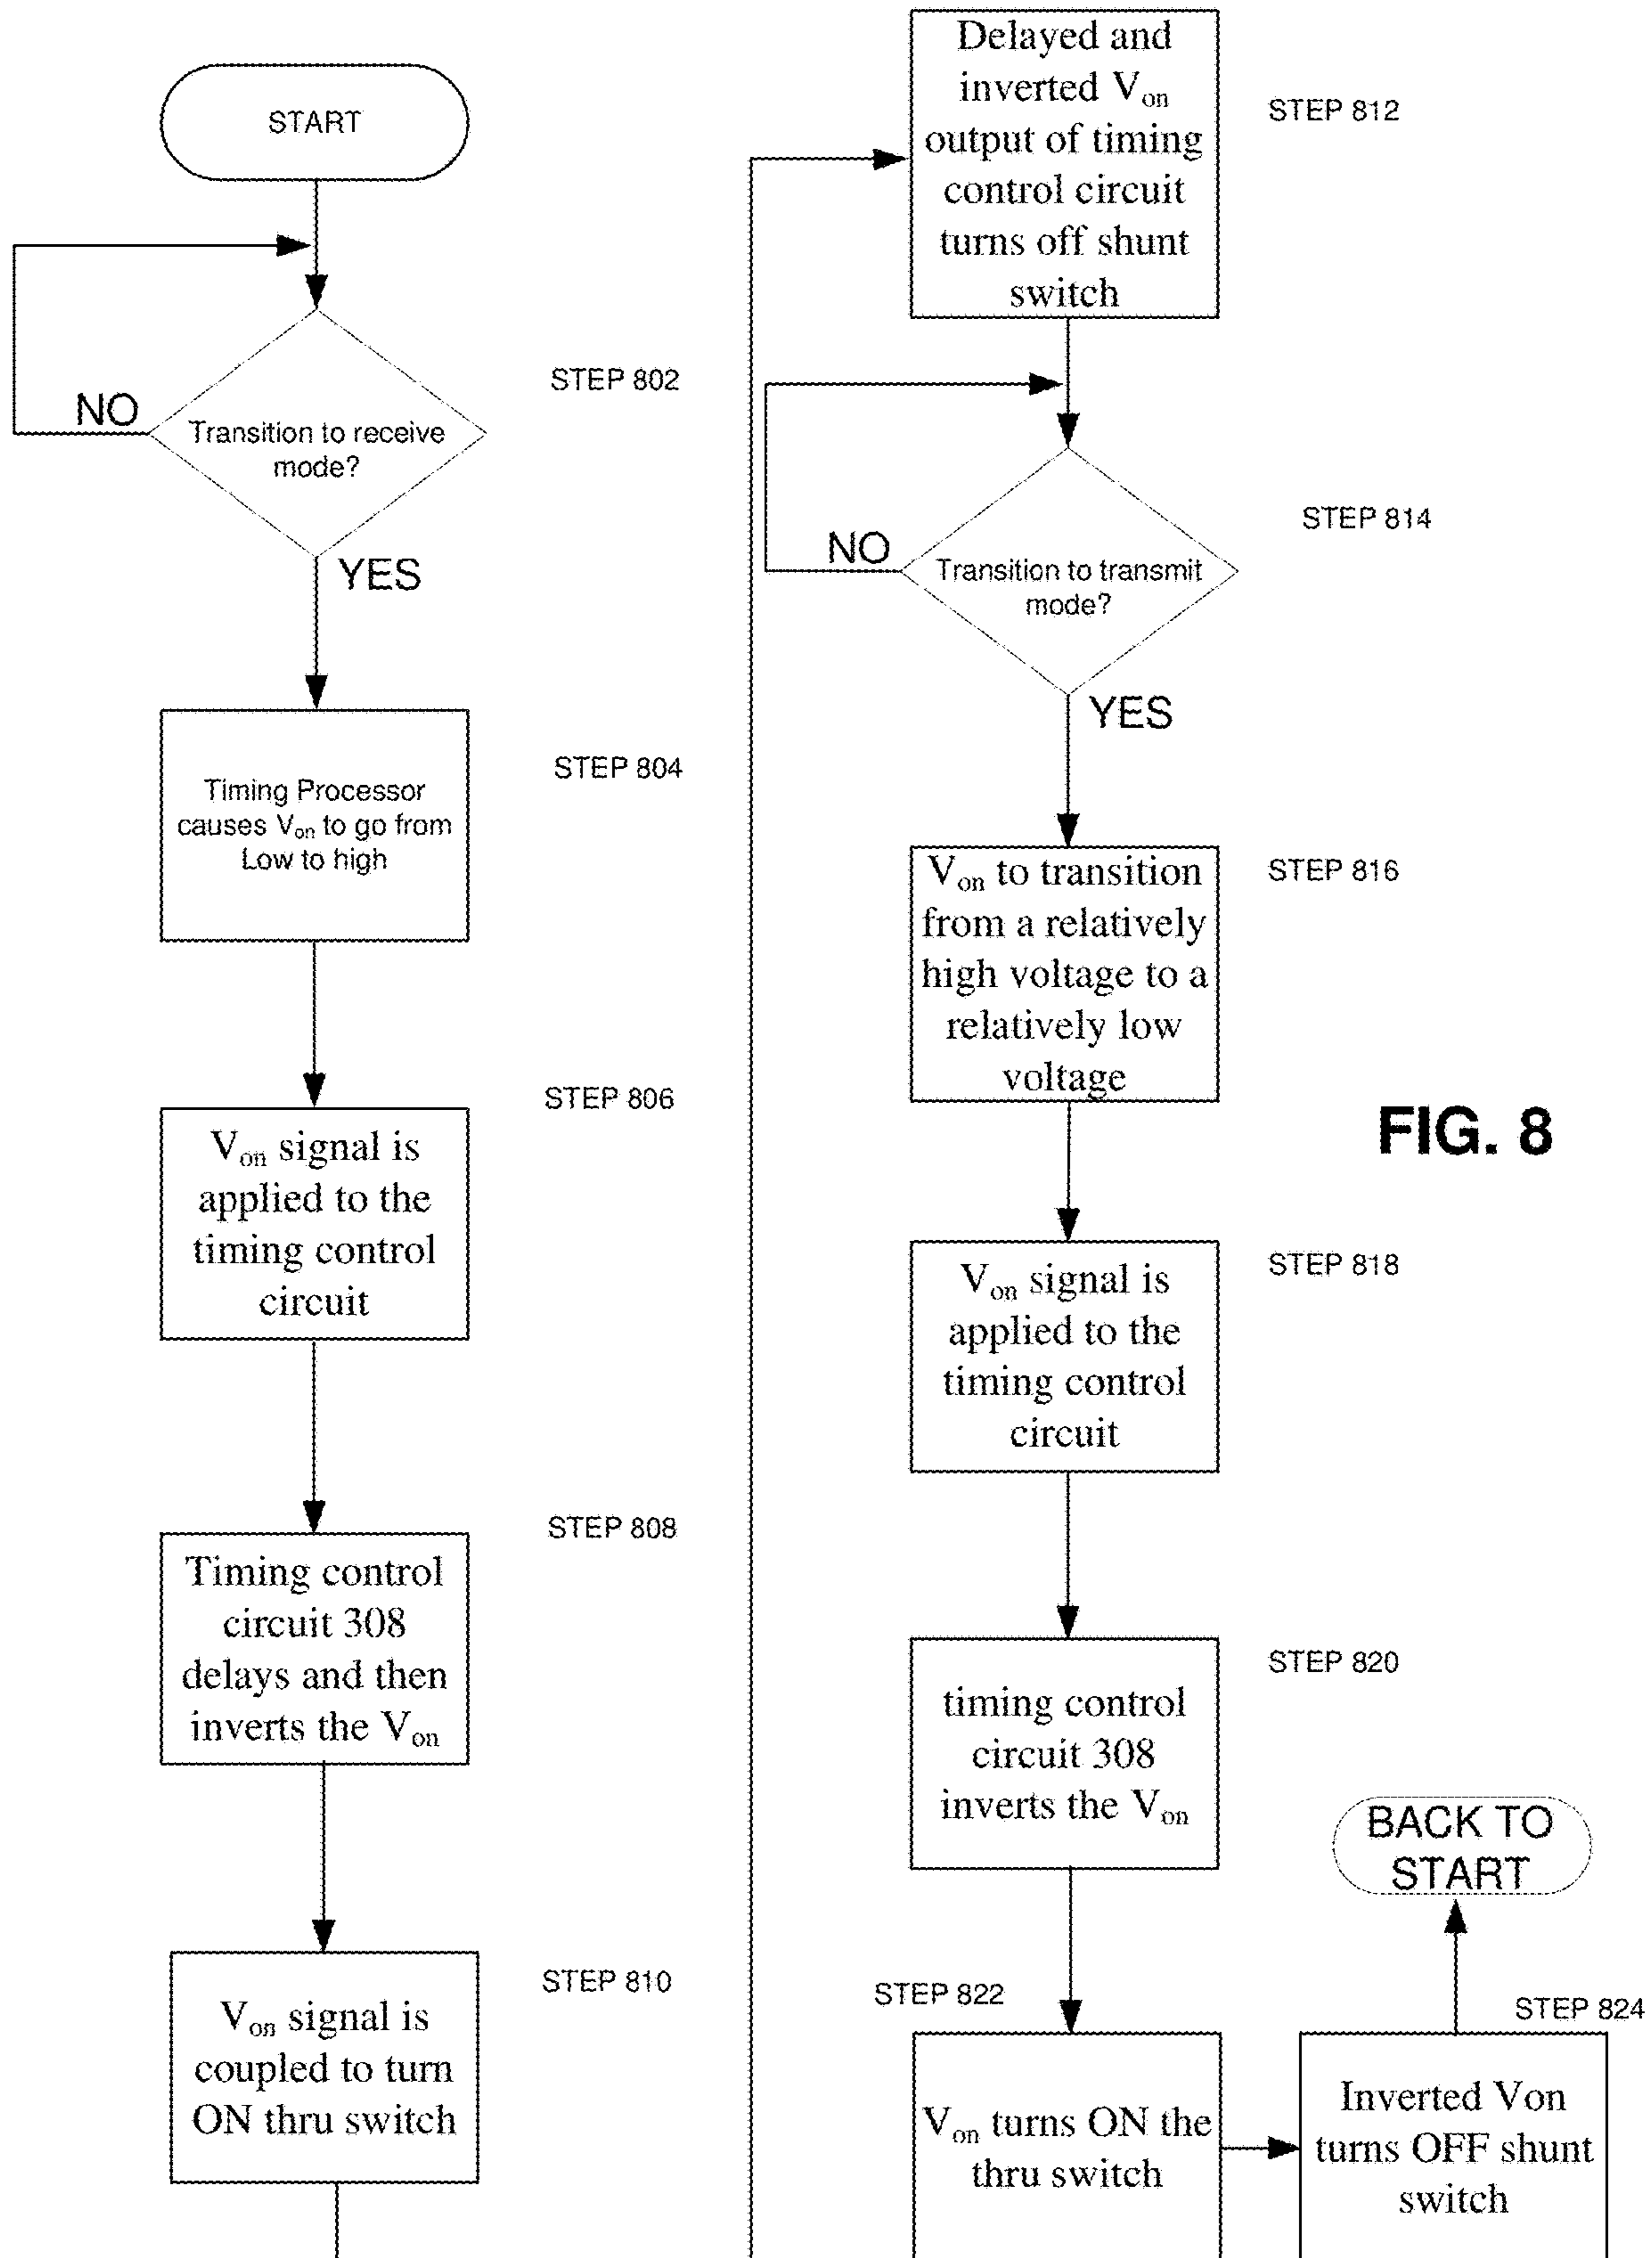 START
STEP 802
NO
Transition to receive
mode?
YES
STEP 804
Timing Processor
causes Von to go from
Low to high
STEP 806
Von signal is
applied to the
timing control
circuit
STEP 808
Timing control
circuit 308
delays and then
inverts the Von
STEP 810
Von signal is
coupled to turn
ON thru switch
Delayed and
inverted Von
output of timing
control circuit
turns off shunt
switch
STEP 812
STEP 814
NO
Transition to transmit
mode?
YES
STEP 816
Von to transition
from a relatively
high voltage to a
relatively low
voltage
FIG. 8
STEP 818
Von signal is
applied to the
timing control
circuit
STEP 820
timing control
circuit 308
inverts the Von
STEP 822
Von turns ON the
thru switch
STEP 824
Inverted Von
turns OFF shunt
switch
BACK TO
START